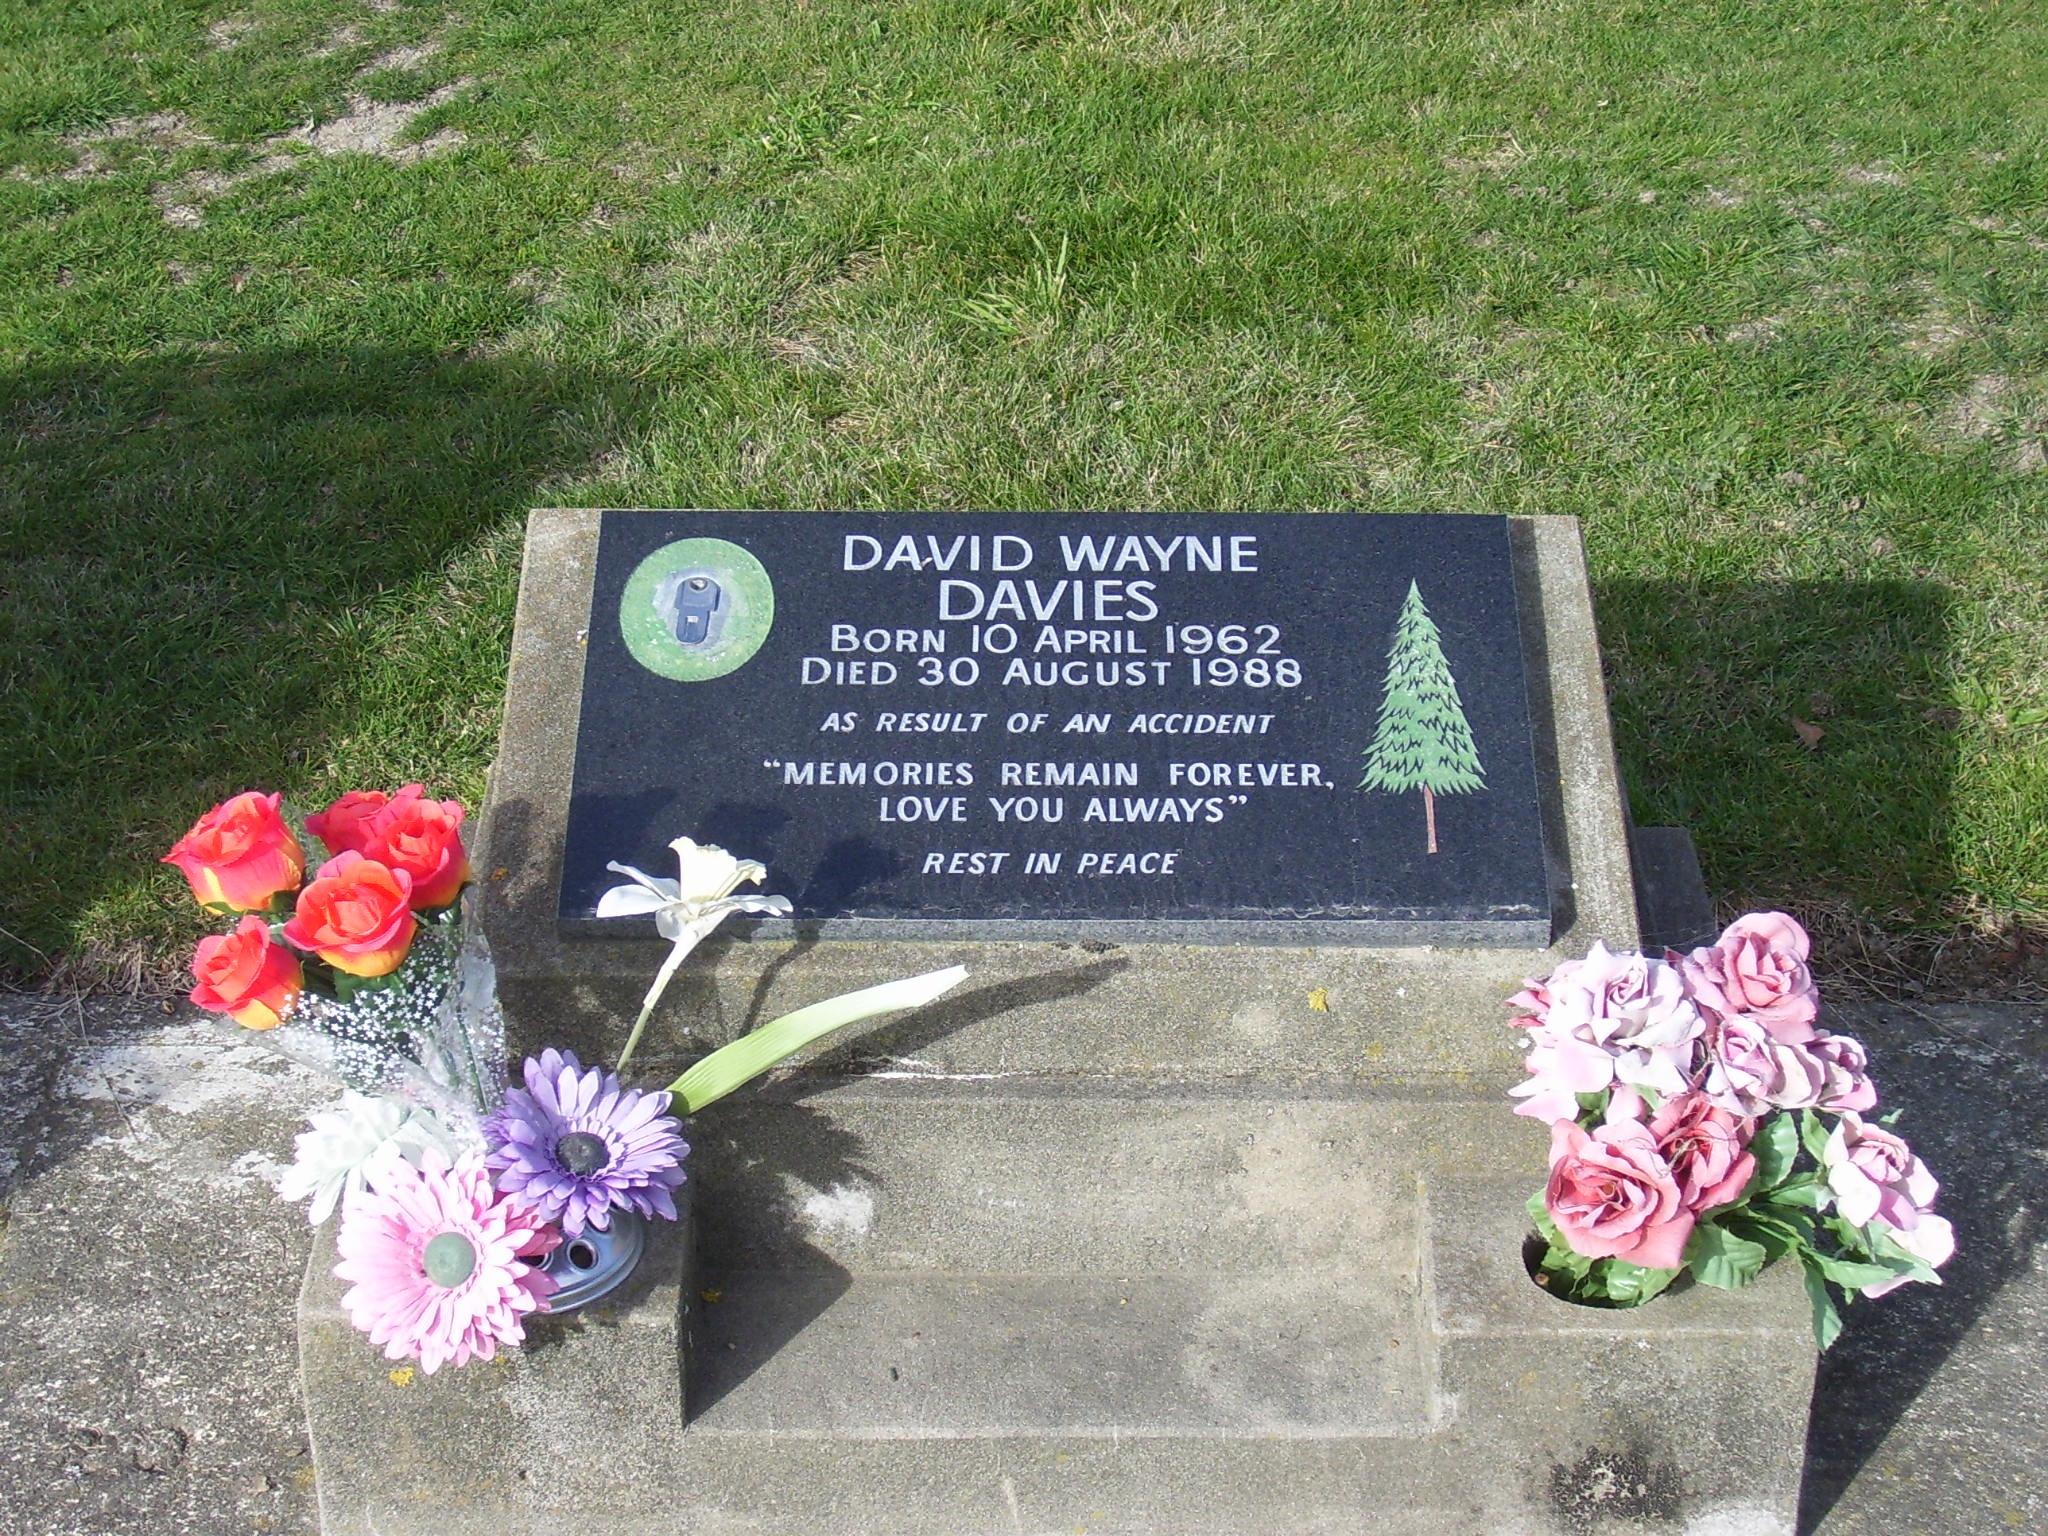 DAVID WAYNE
DAVIES
BORN 10 APRIL 1962
DIED 30 AUGUST 1988
AS RESULT OF AN ACCIDENT
“MEMORIES REMAIN FOREVER,
LOVE YOU ALWAYS”
REST IN PEACE